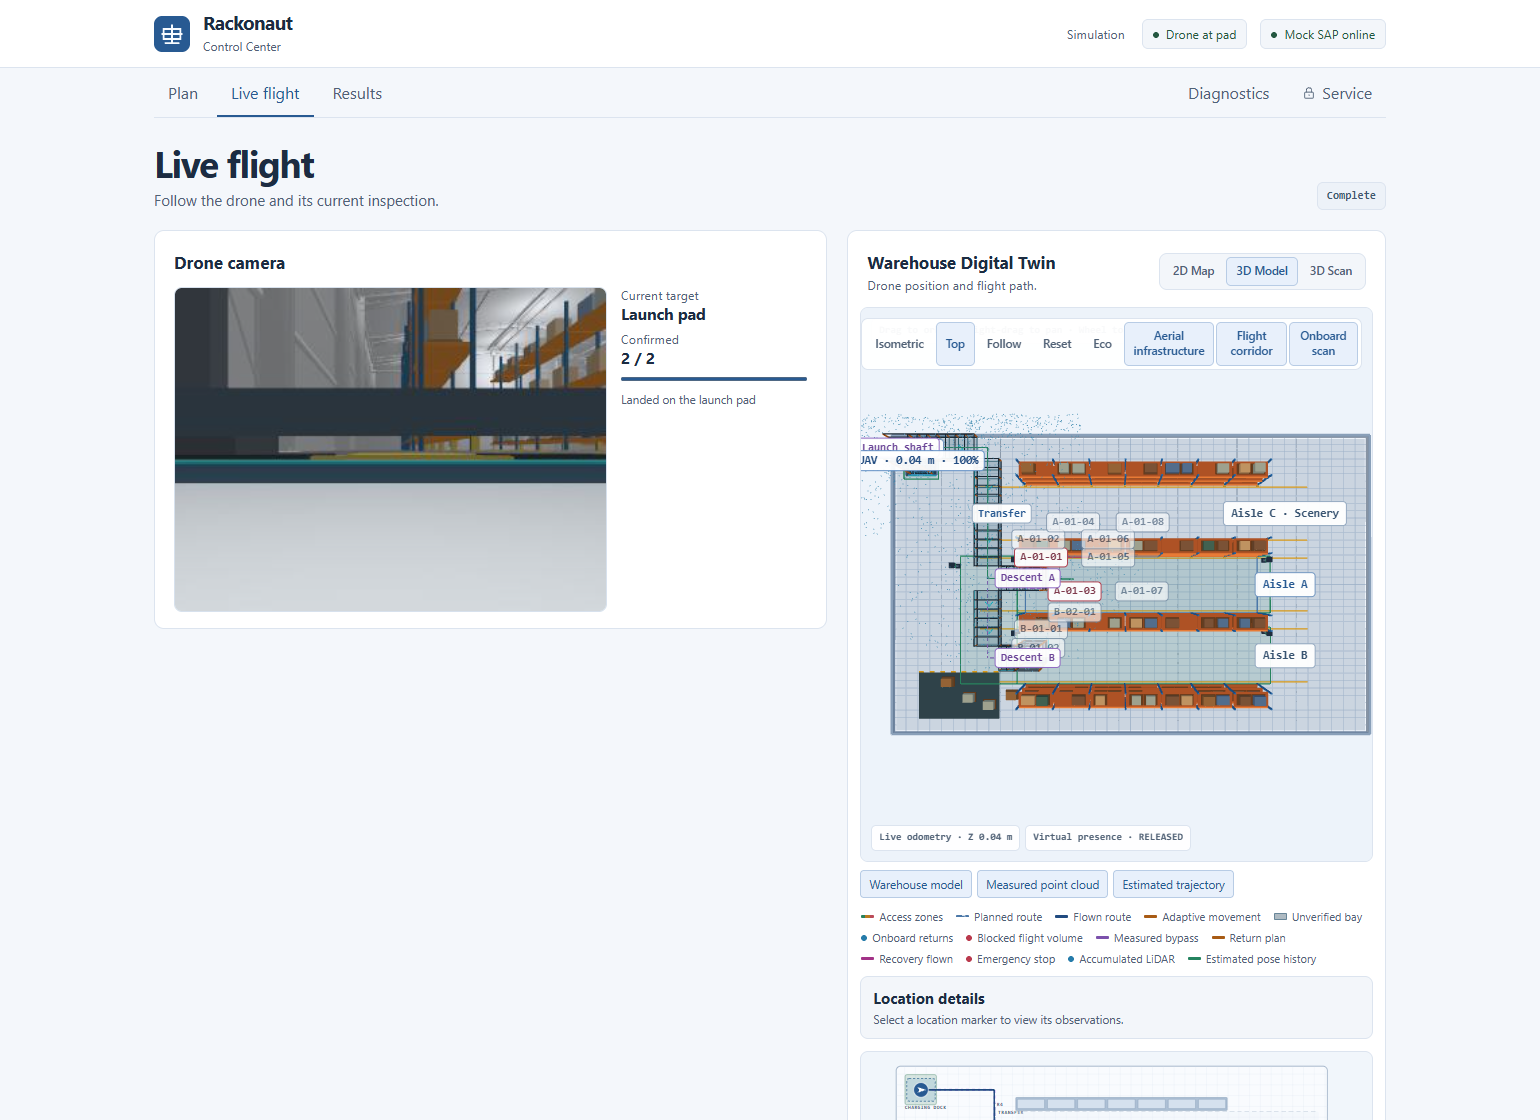 Rackonaut
Control Center
Simulation
Drone at pad
Mock SAP online
Plan
Live flight
Results
Diagnostics
Service
Live flight
Follow the drone and its current inspection.
Complete
Drone camera
Current target
Launch pad
Confirmed
2 / 2
Landed on the launch pad
Warehouse Digital Twin
Drone position and flight path.
2D Map
3D Model
3D Scan
Isometric
Top
Follow
Reset
Eco
Aerial infrastructure
Flight corridor
Onboard scan
Launch shaft
UAV · 0.04 m · 100%
Transfer
Aisle C · Scenery
A-01-04
A-01-08
A-01-02
A-01-06
A-01-01
A-01-05
Descent A
Aisle A
A-01-03
A-01-07
B-02-01
B-01-01
B-01-02
Descent B
Aisle B
Live odometry · Z 0.04 m
Virtual presence · RELEASED
Warehouse model
Measured point cloud
Estimated trajectory
Access zones
Planned route
Flown route
Adaptive movement
Unverified bay
Onboard returns
Blocked flight volume
Measured bypass
Return plan
Recovery flown
Emergency stop
Accumulated LiDAR
Estimated pose history
Location details
Select a location marker to view its observations.
CHARGING DOCK
TRANSFER